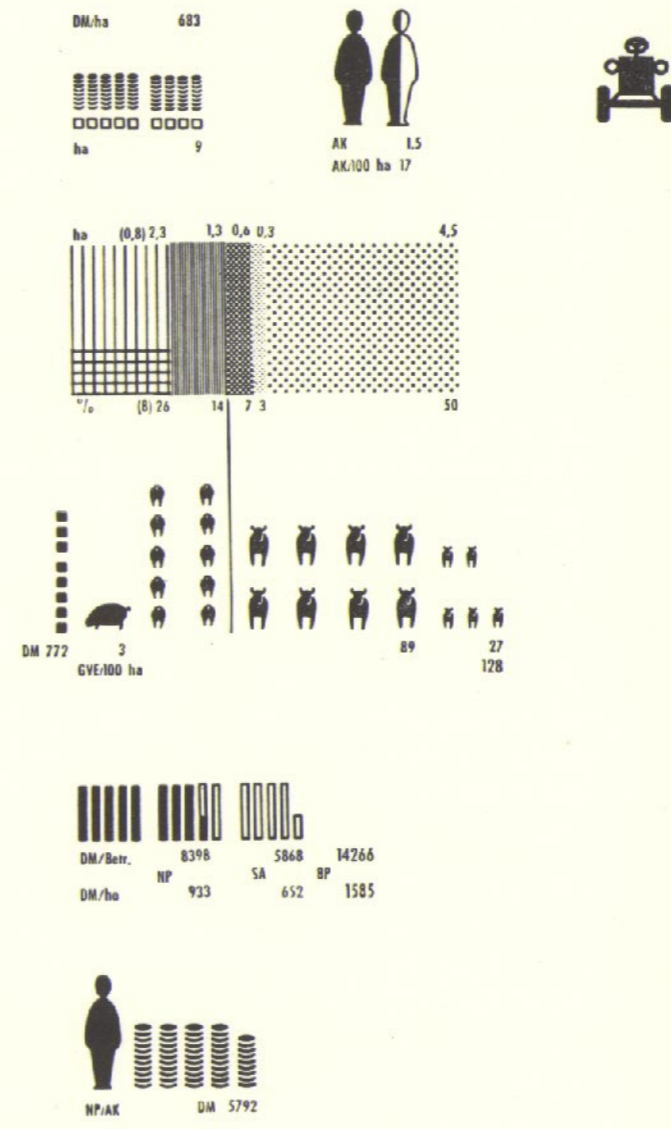 DM/ha 683
ha 9
AK 1.5
AK/100 ha 17
ha (0,8) 2,3 1,3 0,6 0,3 4,5
% (8) 26 14 7 3 50
DM 772 3 89 27
GVE/100 ha 128
DM/Betr. 8398 5868 14266
NP SA BP
DM/ha 933 652 1585
NP/AK DM 5792